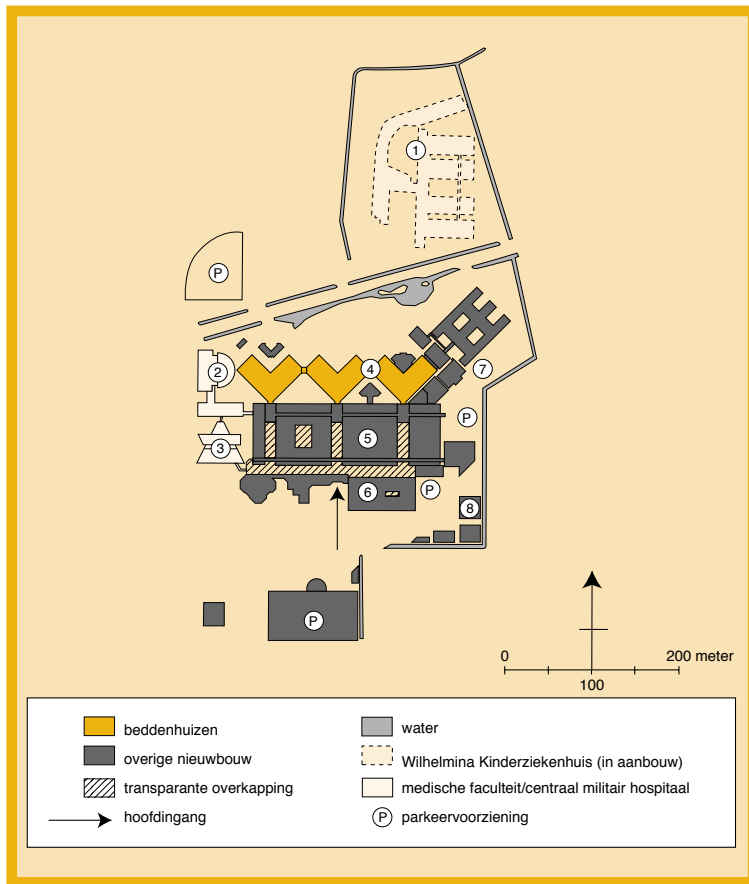 1
P
2
4
7
P
5
3
6
P
8
P
0
200 meter
100
beddenhuizen
water
overige nieuwbouw
Wilhelmina Kinderziekenhuis (in aanbouw)
transparante overkapping
medische faculteit/centraal militair hospitaal
hoofdingang
P parkeervoorziening